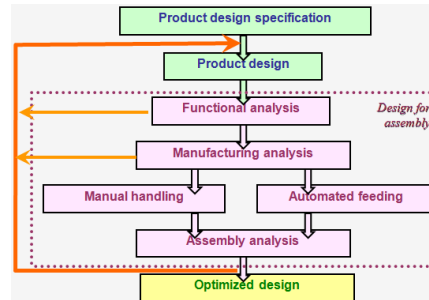 Product design specification
Product design
Functional analysis
Design for
assembly
Manufacturing analysis
Manual handling
Automated feeding
Assembly analysis
Optimized design